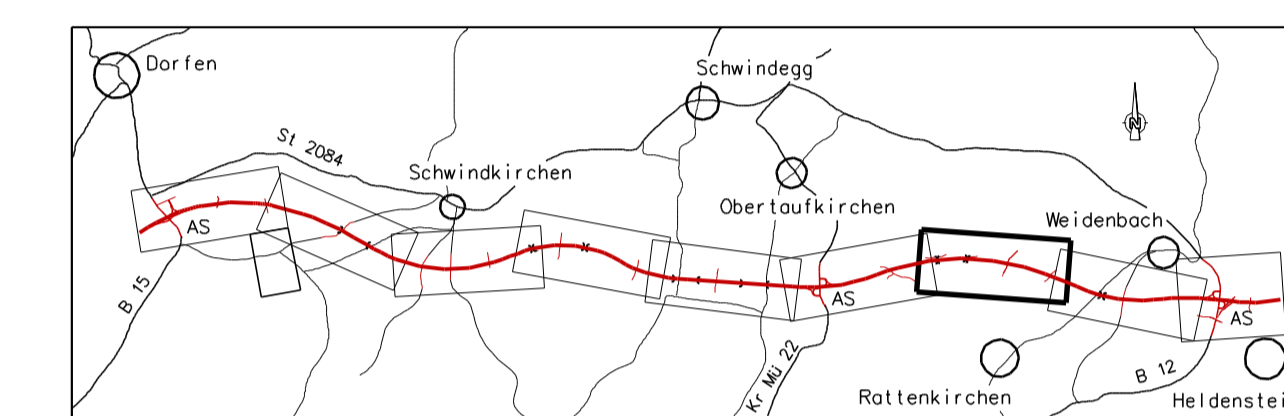 Dorfen
Schwindegg
N
St 2084
Schwindkirchen
Obertaufkirchen
Weidenbach
AS
B 15
AS
AS
Kr Mü 22
B 12
Rattenkirchen
Heldenstei